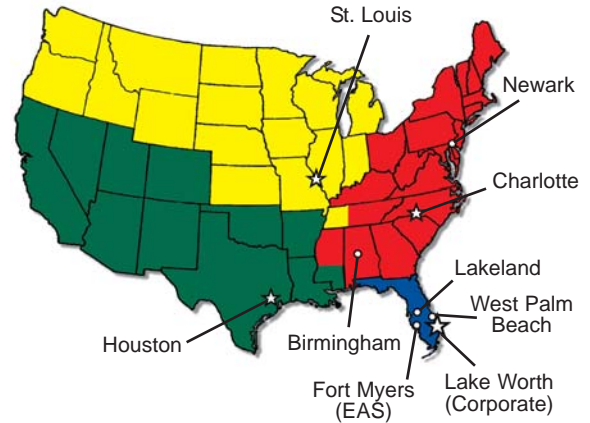 St. Louis
Newark
Charlotte
Lakeland
West Palm
Beach
Houston
Birmingham
Fort Myers
(EAS)
Lake Worth
(Corporate)